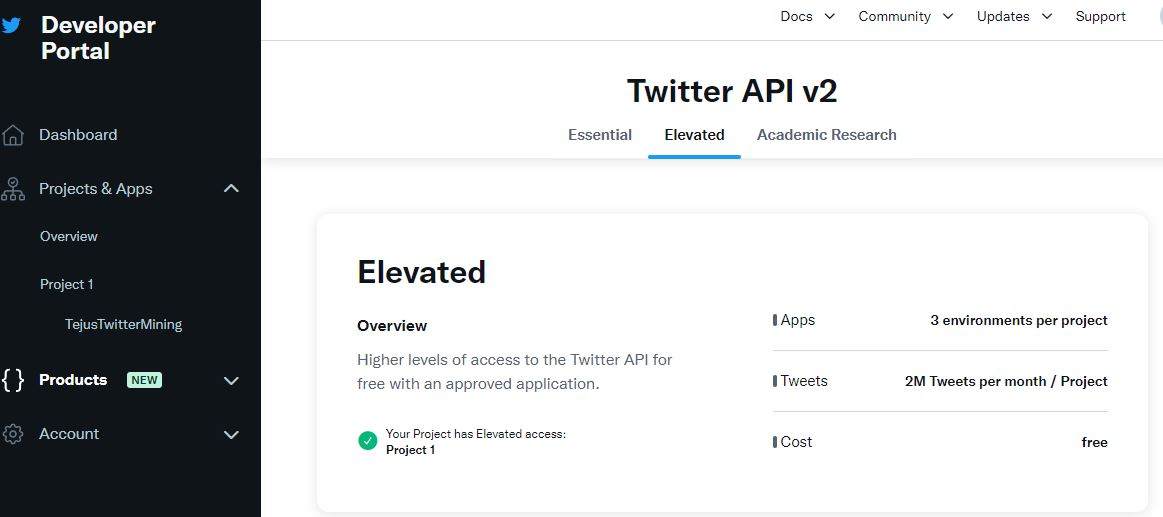 Developer
Portal
Dashboard
Projects & Apps
Overview
Project 1
TejusTwitterMining
{ } Products NEW
Account
Docs Community Updates Support
Twitter API v2
Essential Elevated Academic Research
Elevated
Overview
Higher levels of access to the Twitter API for
free with an approved application.
Your Project has Elevated access:
Project 1
Apps 3 environments per project
Tweets 2M Tweets per month / Project
Cost free